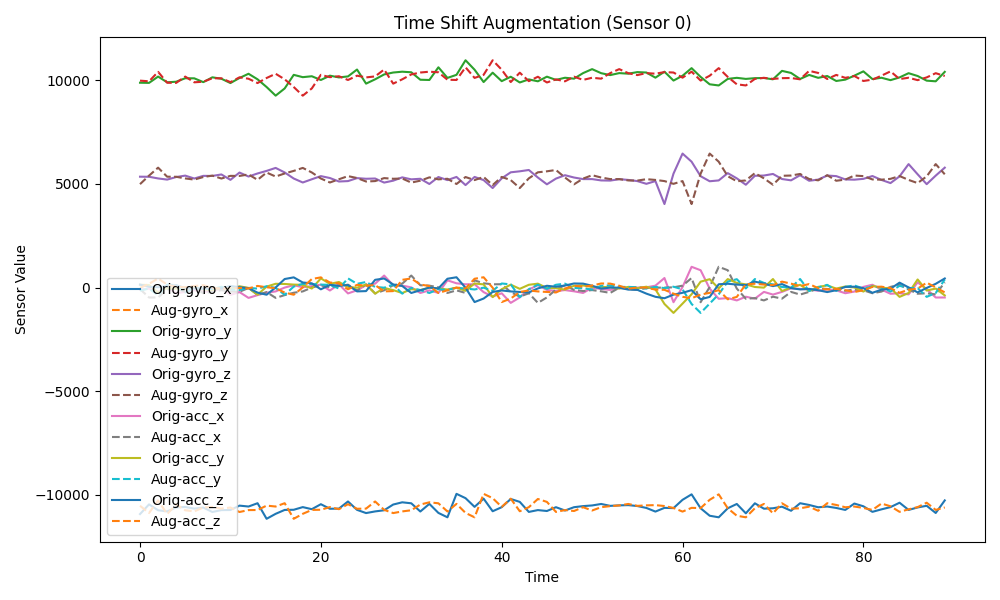 Time Shift Augmentation (Sensor 0)
Sensor Value
10000
5000
0
−5000
−10000
Orig-gyro_x
Aug-gyro_x
Orig-gyro_y
Aug-gyro_y
Orig-gyro_z
Aug-gyro_z
Orig-acc_x
Aug-acc_x
Orig-acc_y
Aug-acc_y
Orig-acc_z
Aug-acc_z
0
20
40
60
80
Time